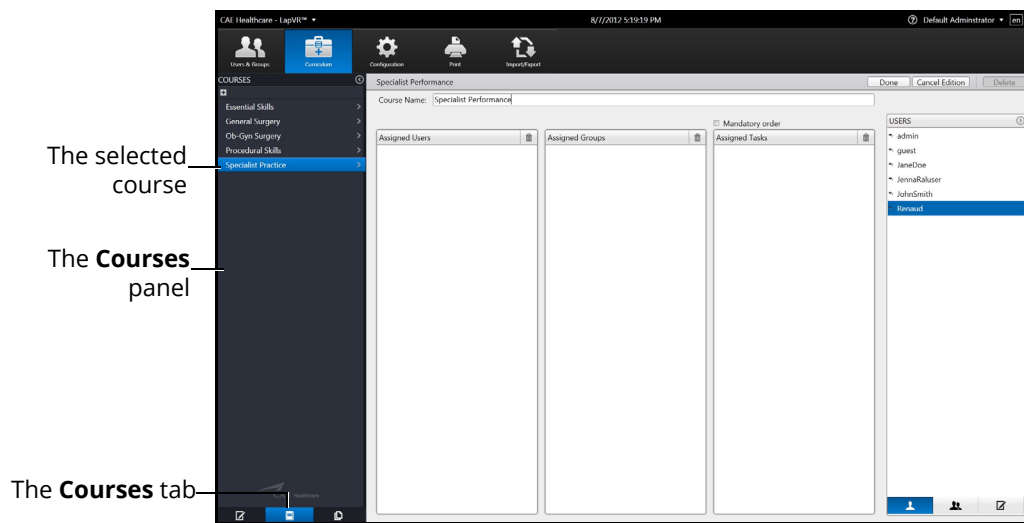 CAE Healthcare - LapVR™
8/7/2012 5:19:19 PM
Default Adminstrator
en
Users & Groups
Curriculum
Configuration
Print
Import/Export
COURSES
Specialist Performance
Done
Cancel Edition
Delete
Course Name: Specialist Performance
Essential Skills
General Surgery
Ob-Gyn Surgery
Procedural Skills
Specialist Practice
Mandatory order
Assigned Users
Assigned Groups
Assigned Tasks
USERS
admin
guest
JaneDoe
JennaRaluser
JohnSmith
Renaud
The selected
course
The Courses
panel
The Courses tab
Healthcare